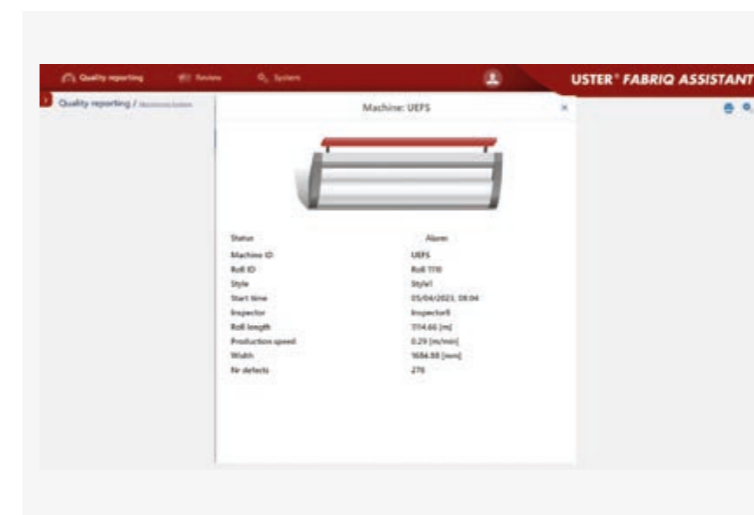 Quality reporting Review System USTER® FABRIQ ASSISTANT
Quality reporting /
Machine: UEFS ×
Status Alarm
Machine ID UEFS
Roll ID Roll 1110
Style Style1
Start time 05/04/2023, 08:04
Inspector Inspector8
Roll length 1114.66 [m]
Production speed 0.29 [m/min]
Width 1684.88 [mm]
Nr defects 278